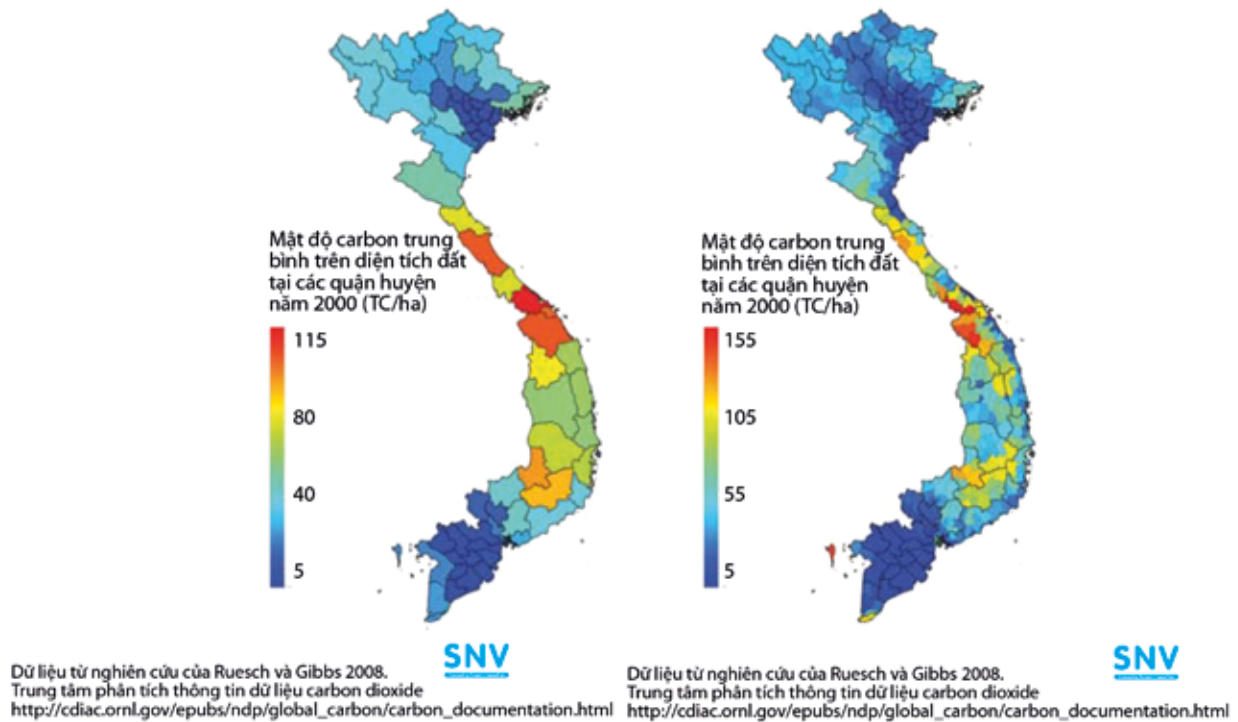 Mật độ carbon trung
bình trên diện tích đất
tại các quận huyện
năm 2000 (TC/ha)
115
80
40
5
SNV
Dữ liệu từ nghiên cứu của Ruesch và Gibbs 2008.
Trung tâm phân tích thông tin dữ liệu carbon dioxide
http://cdiac.ornl.gov/epubs/ndp/global_carbon/carbon_documentation.html
Mật độ carbon trung
bình trên diện tích đất
tại các quận huyện
năm 2000 (TC/ha)
155
105
55
5
SNV
Dữ liệu từ nghiên cứu của Ruesch và Gibbs 2008.
Trung tâm phân tích thông tin dữ liệu carbon dioxide
http://cdiac.ornl.gov/epubs/ndp/global_carbon/carbon_documentation.html